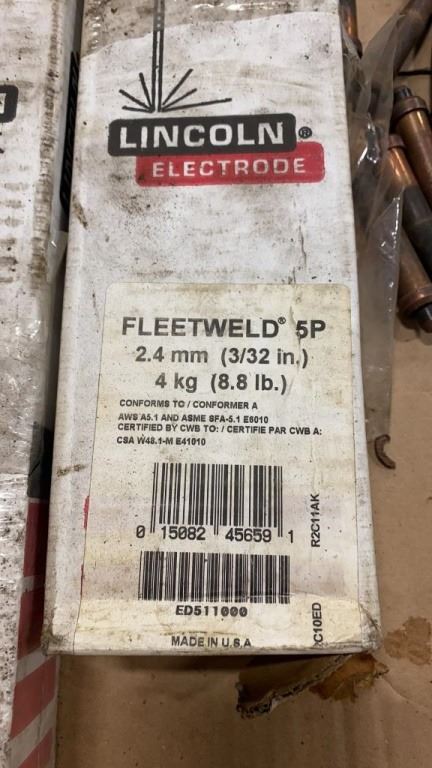 LINCOLN®
ELECTRODE
FLEETWELD® 5P
2.4 mm (3/32 in.)
4 kg (8.8 lb.)
CONFORMS TO / CONFORMER A
AWS A5.1 AND ASME SFA-5.1 E6010
CERTIFIED BY CWB TO: / CERTIFIE PAR CWB A:
CSA W48.1-M E41010
0 15082 45659 1
R2C11AK
ED511000
C10ED
MADE IN U.S.A